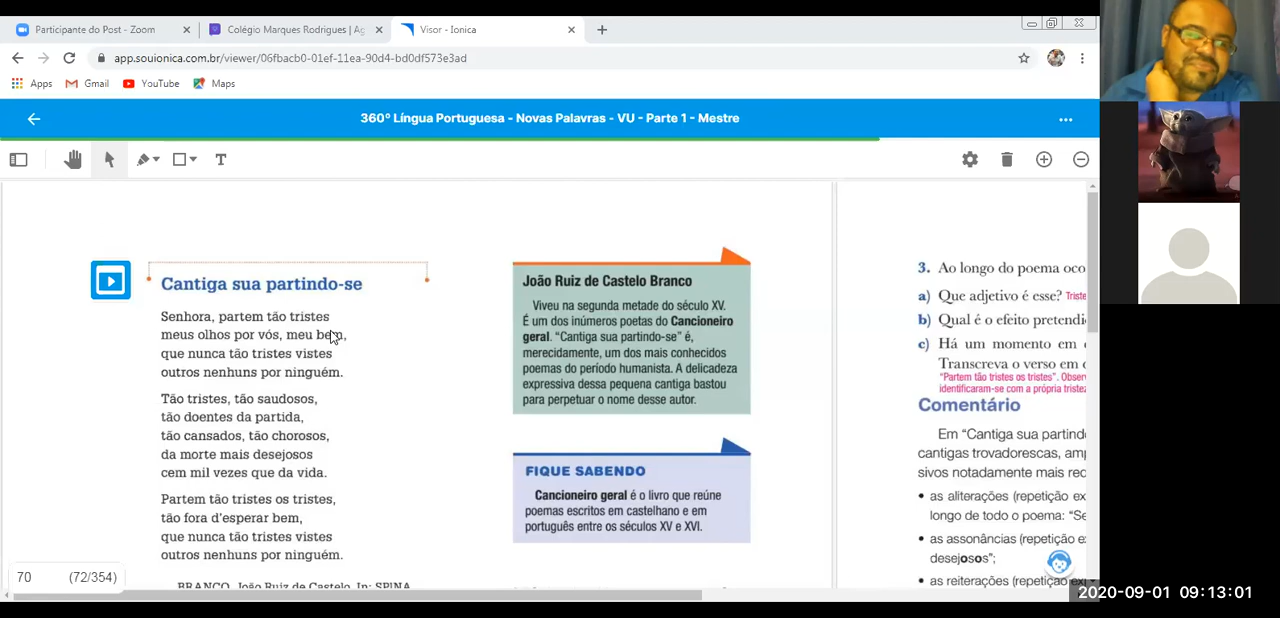 Participante do Post - Zoom
Colégio Marques Rodrigues | Ag
Visor - Ionica
app.souionica.com.br/viewer/06fbacb0-01ef-11ea-90d4-bd0df573e3ad
Apps
Gmail
YouTube
Maps
360º Língua Portuguesa - Novas Palavras - VU - Parte 1 - Mestre
T
Cantiga sua partindo-se
Senhora, partem tão tristes
meus olhos por vós, meu bem,
que nunca tão tristes vistes
outros nenhuns por ninguém.
Tão tristes, tão saudosos,
tão doentes da partida,
tão cansados, tão chorosos,
da morte mais desejosos
cem mil vezes que da vida.
Partem tão tristes os tristes,
tão fora d'esperar bem,
que nunca tão tristes vistes
outros nenhuns por ninguém.
BRANCO, João Ruiz de Castelo. In: SPINA
70 (72/354)
João Ruiz de Castelo Branco
Viveu na segunda metade do século XV.
É um dos inúmeros poetas do Cancioneiro
geral. "Cantiga sua partindo-se" é,
merecidamente, um dos mais conhecidos
poemas do período humanista. A delicadeza
expressiva dessa pequena cantiga bastou
para perpetuar o nome desse autor.
FIQUE SABENDO
Cancioneiro geral é o livro que reúne
poemas escritos em castelhano e em
português entre os séculos XV e XVI.
3. Ao longo do poema oco
a) Que adjetivo é esse? Triste
b) Qual é o efeito pretendi
c) Há um momento em
Transcreva o verso em
"Partem tão tristes os tristes". Obser
identificaram-se com a própria tristez
Comentário
Em "Cantiga sua partind
cantigas trovadorescas, amp
sivos notadamente mais rec
• as aliterações (repetição ex
longo de todo o poema: "Se
• as assonâncias (repetição e
desejosos";
• as reiterações (repetição
2020-09-01 09:13:01